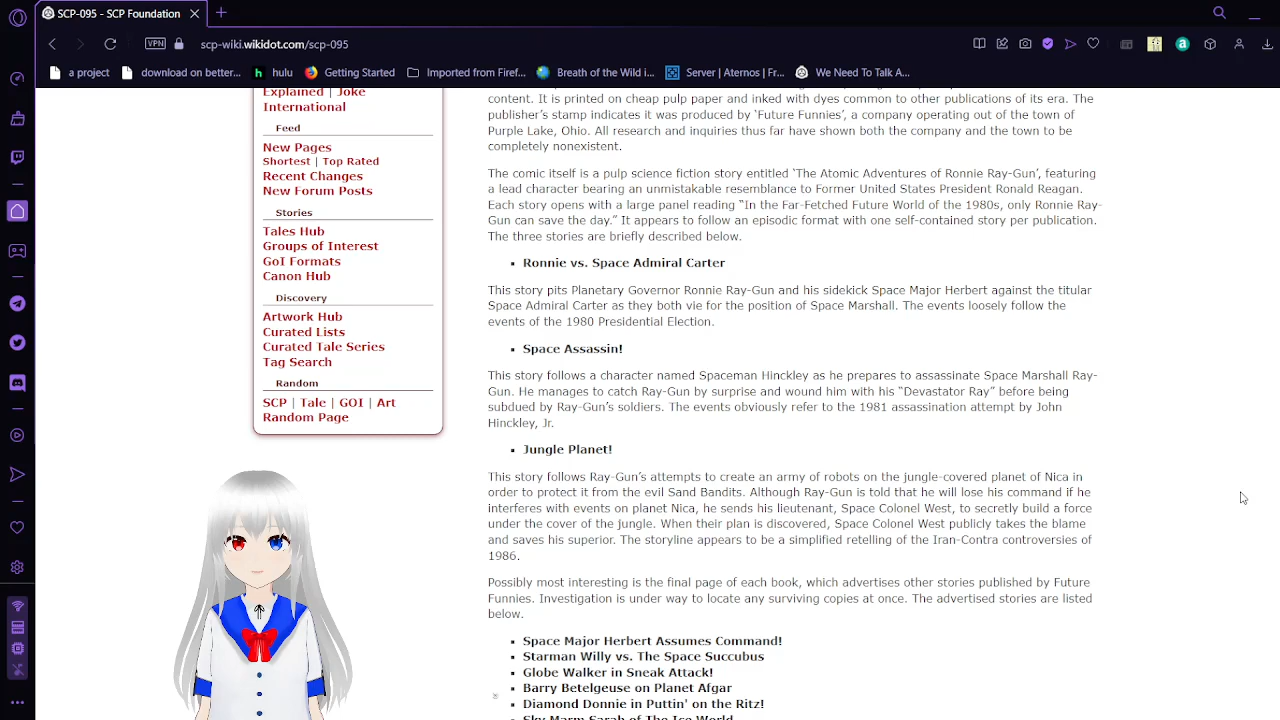 SCP-095 - SCP Foundation
VPN
scp-wiki.wikidot.com/scp-095
a project
download on better...
hulu
Getting Started
Imported from Firef...
Breath of the Wild i...
Server | Aternos | Fr...
We Need To Talk A...
Explained | Joke
International
Feed
New Pages
Shortest | Top Rated
Recent Changes
New Forum Posts
Stories
Tales Hub
Groups of Interest
GoI Formats
Canon Hub
Discovery
Artwork Hub
Curated Lists
Curated Tale Series
Tag Search
Random
SCP | Tale | GOI | Art
Random Page
content. It is printed on cheap pulp paper and inked with dyes common to other publications of its era. The
publisher's stamp indicates it was produced by 'Future Funnies', a company operating out of the town of
Purple Lake, Ohio. All research and inquiries thus far have shown both the company and the town to be
completely nonexistent.
The comic itself is a pulp science fiction story entitled 'The Atomic Adventures of Ronnie Ray-Gun', featuring
a lead character bearing an unmistakable resemblance to Former United States President Ronald Reagan.
Each story opens with a large panel reading "In the Far-Fetched Future World of the 1980s, only Ronnie Ray-
Gun can save the day." It appears to follow an episodic format with one self-contained story per publication.
The three stories are briefly described below.
Ronnie vs. Space Admiral Carter
This story pits Planetary Governor Ronnie Ray-Gun and his sidekick Space Major Herbert against the titular
Space Admiral Carter as they both vie for the position of Space Marshall. The events loosely follow the
events of the 1980 Presidential Election.
Space Assassin!
This story follows a character named Spaceman Hinckley as he prepares to assassinate Space Marshall Ray-
Gun. He manages to catch Ray-Gun by surprise and wound him with his "Devastator Ray" before being
subdued by Ray-Gun's soldiers. The events obviously refer to the 1981 assassination attempt by John
Hinckley, Jr.
Jungle Planet!
This story follows Ray-Gun's attempts to create an army of robots on the jungle-covered planet of Nica in
order to protect it from the evil Sand Bandits. Although Ray-Gun is told that he will lose his command if he
interferes with events on planet Nica, he sends his lieutenant, Space Colonel West, to secretly build a force
under the cover of the jungle. When their plan is discovered, Space Colonel West publicly takes the blame
and saves his superior. The storyline appears to be a simplified retelling of the Iran-Contra controversies of
1986.
Possibly most interesting is the final page of each book, which advertises other stories published by Future
Funnies. Investigation is under way to locate any surviving copies at once. The advertised stories are listed
below.
Space Major Herbert Assumes Command!
Starman Willy vs. The Space Succubus
Globe Walker in Sneak Attack!
Barry Betelgeuse on Planet Afgar
Diamond Donnie in Puttin' on the Ritz!
Sky Marm Sarah of The Ice World